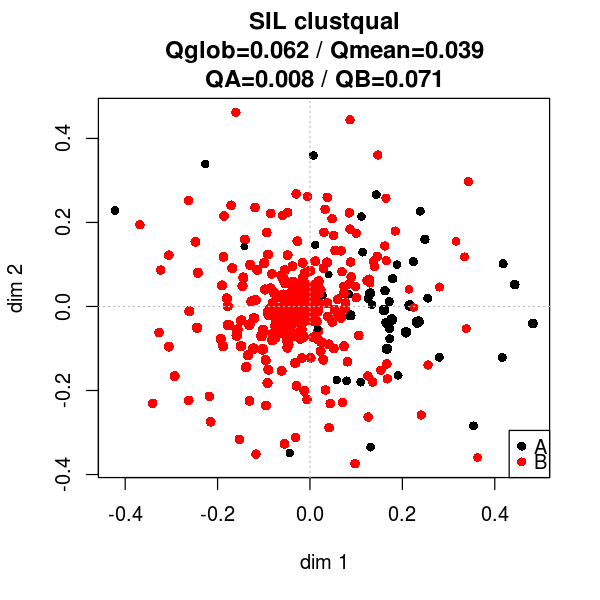 SIL clustqual
Qglob=0.062 / Qmean=0.039
QA=0.008 / QB=0.071
0.4
0.2
0.0
-0.2
-0.4
dim 2
A
B
-0.4 -0.2 0.0 0.2 0.4
dim 1